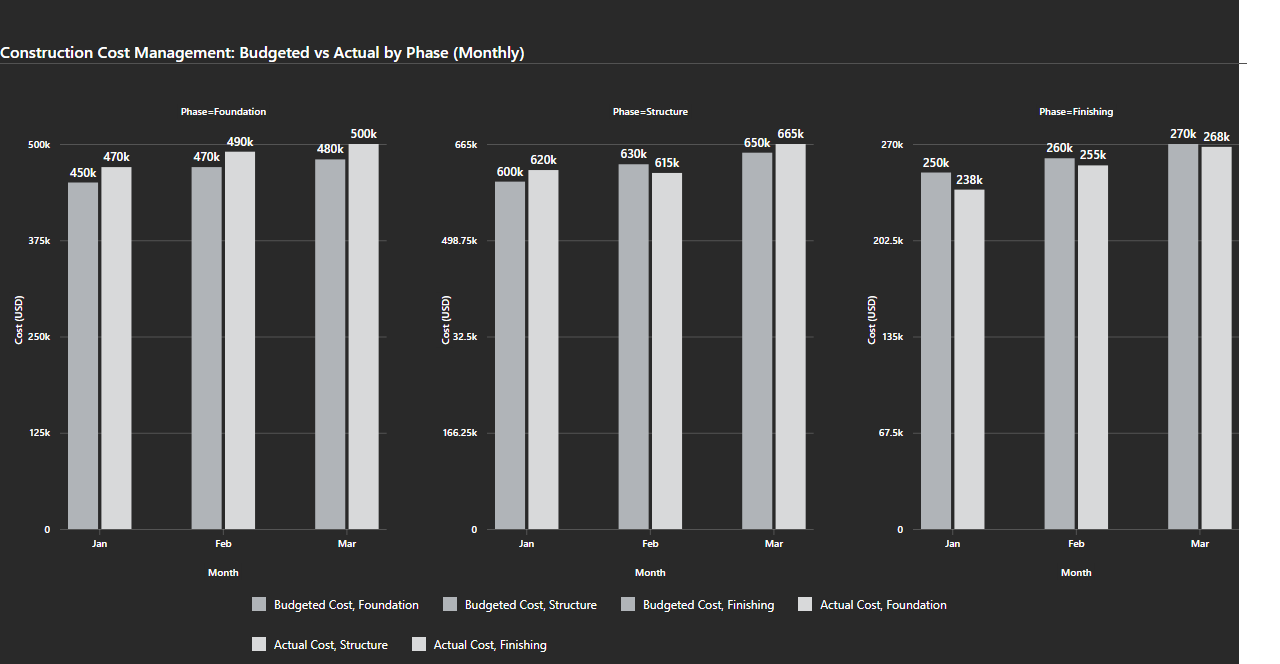 Construction Cost Management: Budgeted vs Actual by Phase (Monthly)
Phase=Foundation
500k
375k
250k
125k
0
Cost (USD)
450k
470k
470k
490k
480k
500k
Jan
Feb
Mar
Month
Phase=Structure
665k
498.75k
32.5k
166.25k
0
Cost (USD)
600k
620k
630k
615k
650k
665k
Jan
Feb
Mar
Month
Phase=Finishing
270k
202.5k
135k
67.5k
0
Cost (USD)
250k
238k
260k
255k
270k
268k
Jan
Feb
Mar
Month
Budgeted Cost, Foundation
Budgeted Cost, Structure
Budgeted Cost, Finishing
Actual Cost, Foundation
Actual Cost, Structure
Actual Cost, Finishing